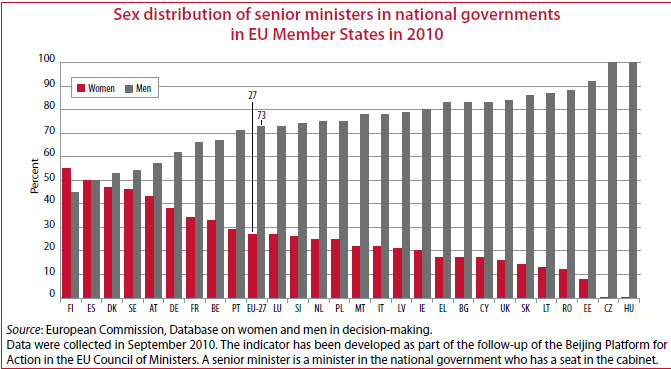 Sex distribution of senior ministers in national governments
in EU Member States in 2010
100
90
80
70
60
50
40
30
20
10
0
Percent
Women Men
27
73
FI ES DK SE AT DE FR BE PT EU-27 LU SI NL PL MT IT LV IE EL BG CY UK SK LT RO EE CZ HU
Source: European Commission, Database on women and men in decision-making.
Data were collected in September 2010. The indicator has been developed as part of the follow-up of the Beijing Platform for
Action in the EU Council of Ministers. A senior minister is a minister in the national government who has a seat in the cabinet.